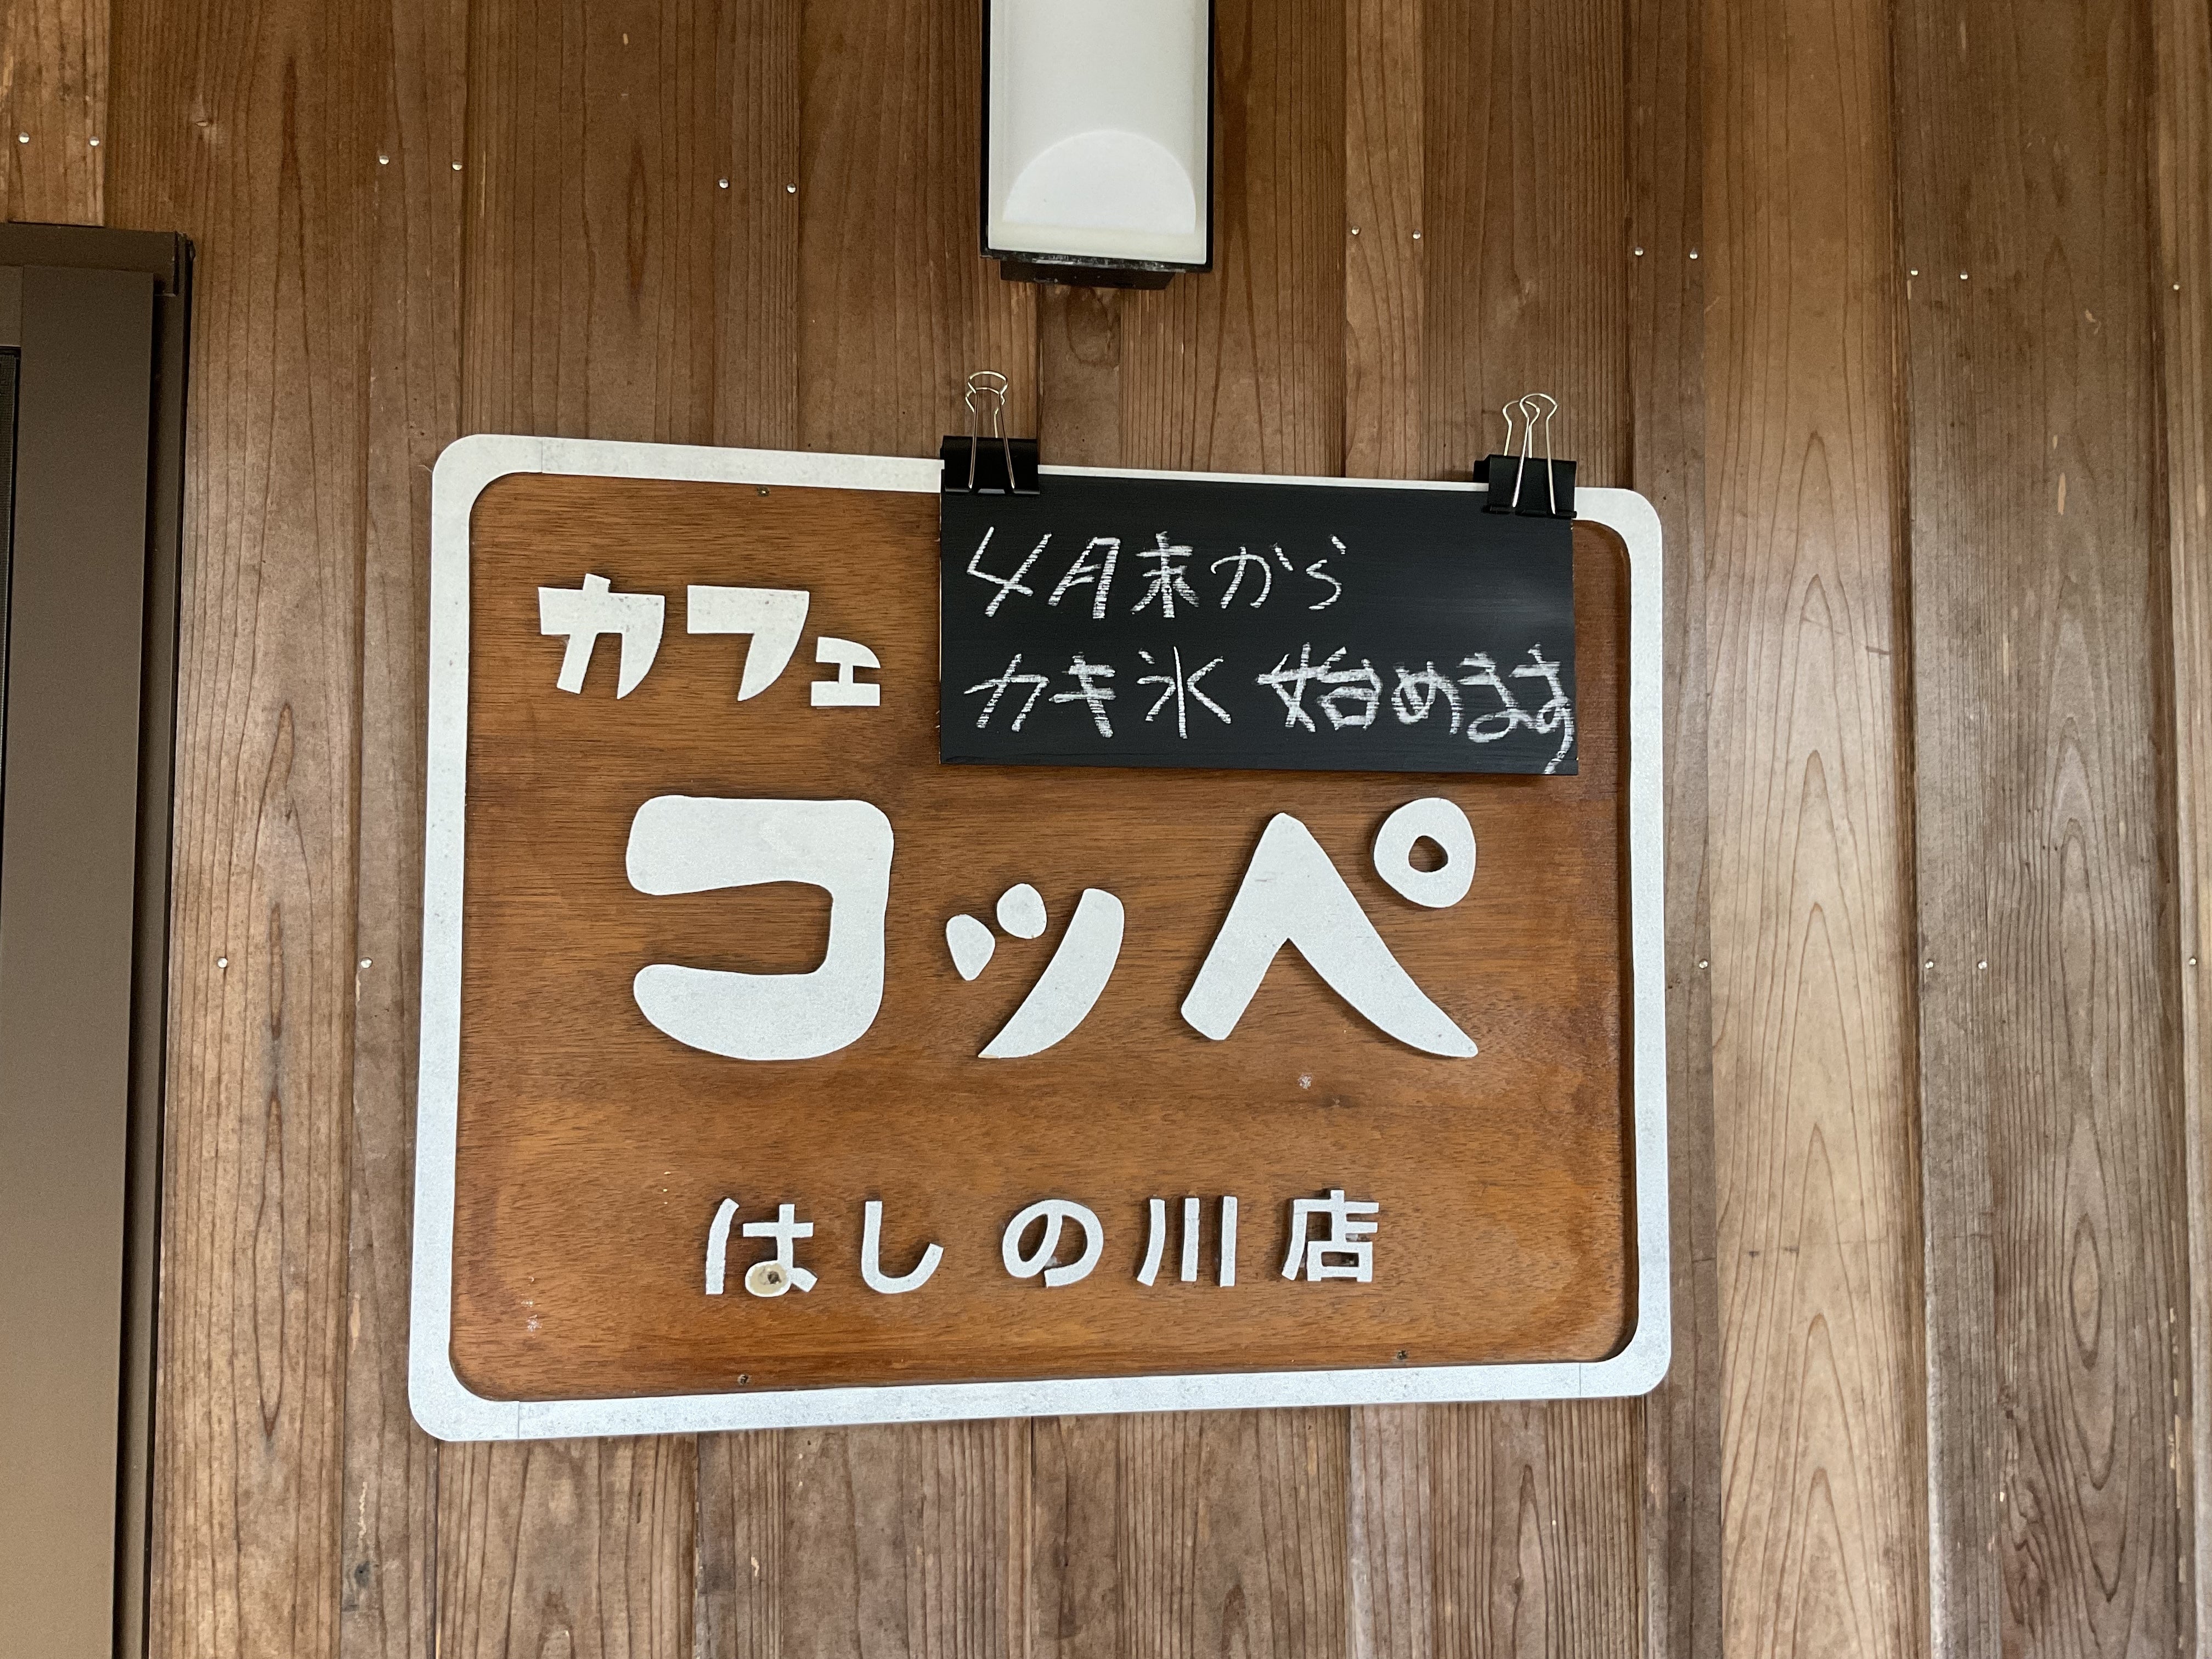 カフェ
4月末から
カキ氷 始めます
コッペ
はしの川店